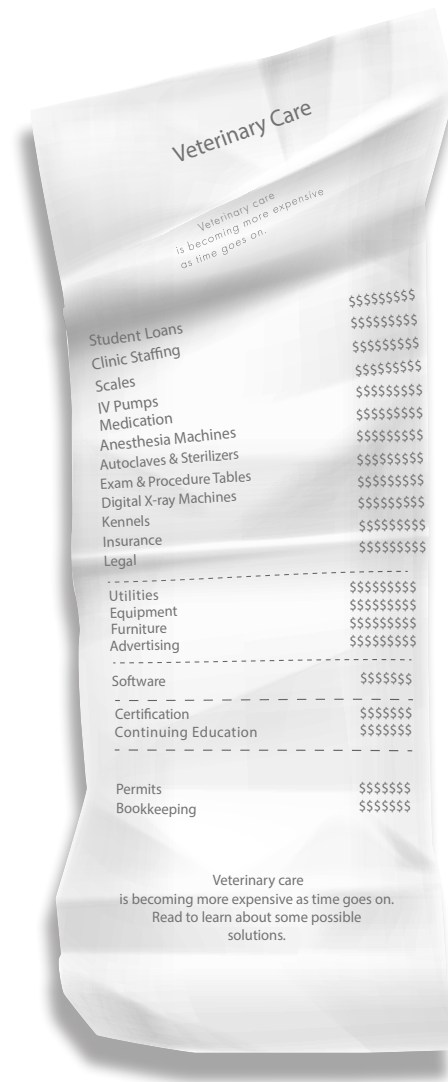 Veterinary Care
Veterinary care
is becoming more expensive
as time goes on.
Student Loans $$$$$$$$$
Clinic Staffing $$$$$$$$$
Scales $$$$$$$$$
IV Pumps $$$$$$$$$
Medication $$$$$$$$$
Anesthesia Machines $$$$$$$$$
Autoclaves & Sterilizers $$$$$$$$$
Exam & Procedure Tables $$$$$$$$$
Digital X-ray Machines $$$$$$$$$
Kennels $$$$$$$$$
Insurance $$$$$$$$$
Legal $$$$$$$$$
Utilities $$$$$$$$$
Equipment $$$$$$$$$
Furniture $$$$$$$$$
Advertising $$$$$$$$$
Software $$$$$$$
Certification $$$$$$$
Continuing Education $$$$$$$
Permits $$$$$$$
Bookkeeping $$$$$$$
Veterinary care
is becoming more expensive as time goes on.
Read to learn about some possible
solutions.